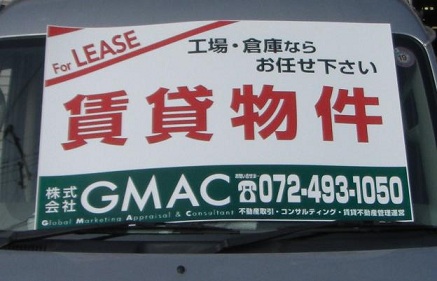 For LEASE
工場・倉庫なら
お任せ下さい
賃貸物件
株式会社 GMAC ☎072-493-1050
Global Marketing Appraisal & Consultant 不動産取引・コンサルティング・賃貸不動産管理運営